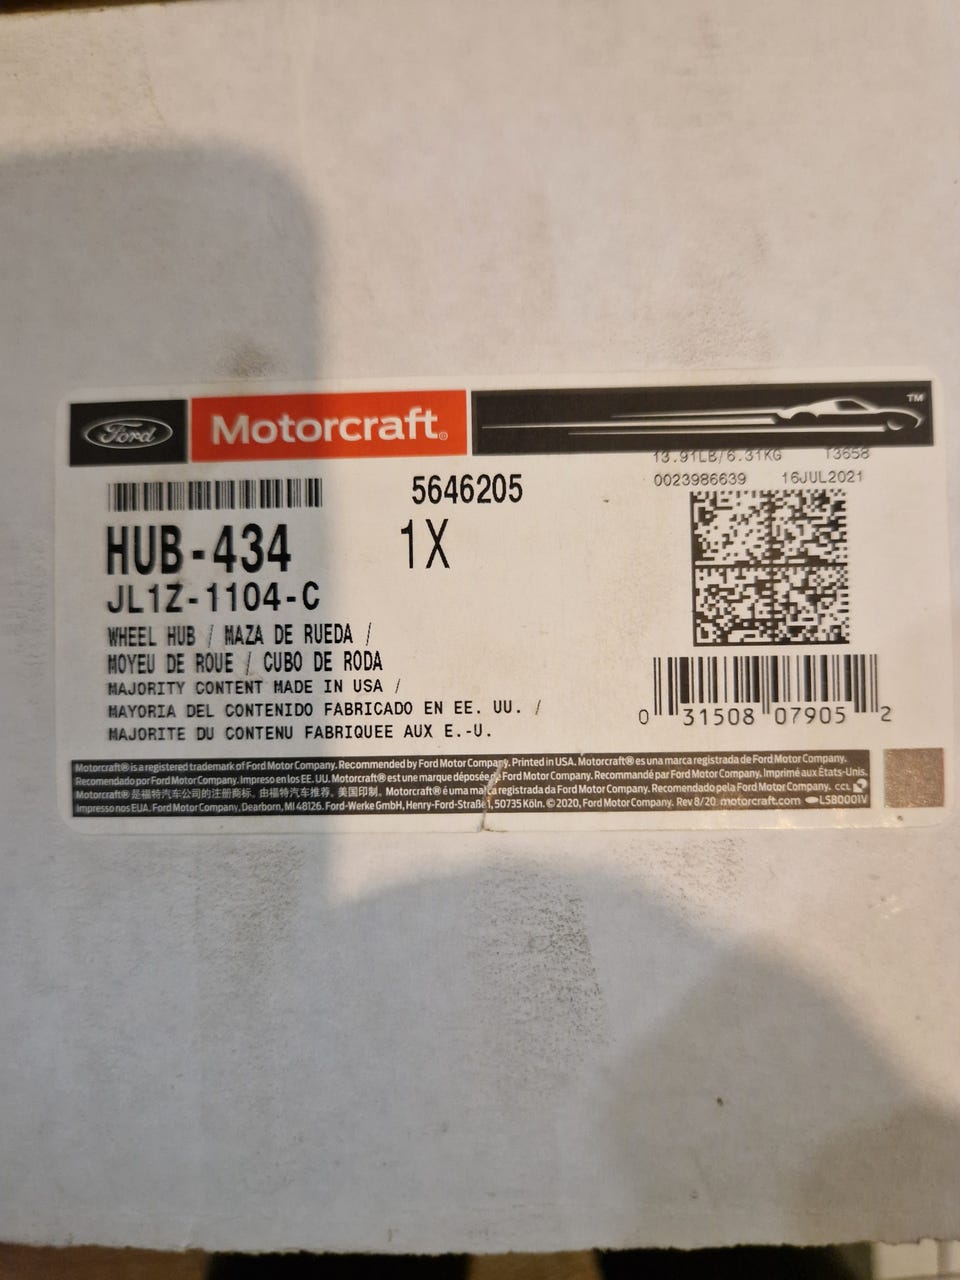 Ford Motorcraft® TM
13.91LB/6.31KG T3658
0023986639 16JUL2021
5646205
HUB-434 1X
JL1Z-1104-C
WHEEL HUB / MAZA DE RUEDA /
MOYEU DE ROUE / CUBO DE RODA
MAJORITY CONTENT MADE IN USA /
MAYORIA DEL CONTENIDO FABRICADO EN EE. UU. /
MAJORITE DU CONTENU FABRIQUEE AUX E.-U.
0 31508 07905 2
Motorcraft® is a registered trademark of Ford Motor Company. Recommended by Ford Motor Company. Printed in USA. Motorcraft® es una marca registrada de Ford Motor Company.
Recomendado por Ford Motor Company. Impreso en los EE. UU. Motorcraft® est une marque déposée de Ford Motor Company. Recommandé par Ford Motor Company. Imprimé aux États-Unis.
Motorcraft® 是福特汽车公司的注册商标。由福特汽车推荐。美国印制。Motorcraft® é uma marca registrada da Ford Motor Company. Recomendado pela Ford Motor Company. CCL
Impresso nos EUA. Ford Motor Company, Dearborn, MI 48126. Ford-Werke GmbH, Henry-Ford-Straße 1, 50735 Köln. © 2020, Ford Motor Company. Rev 8/20 motorcraft.com LSB0001V